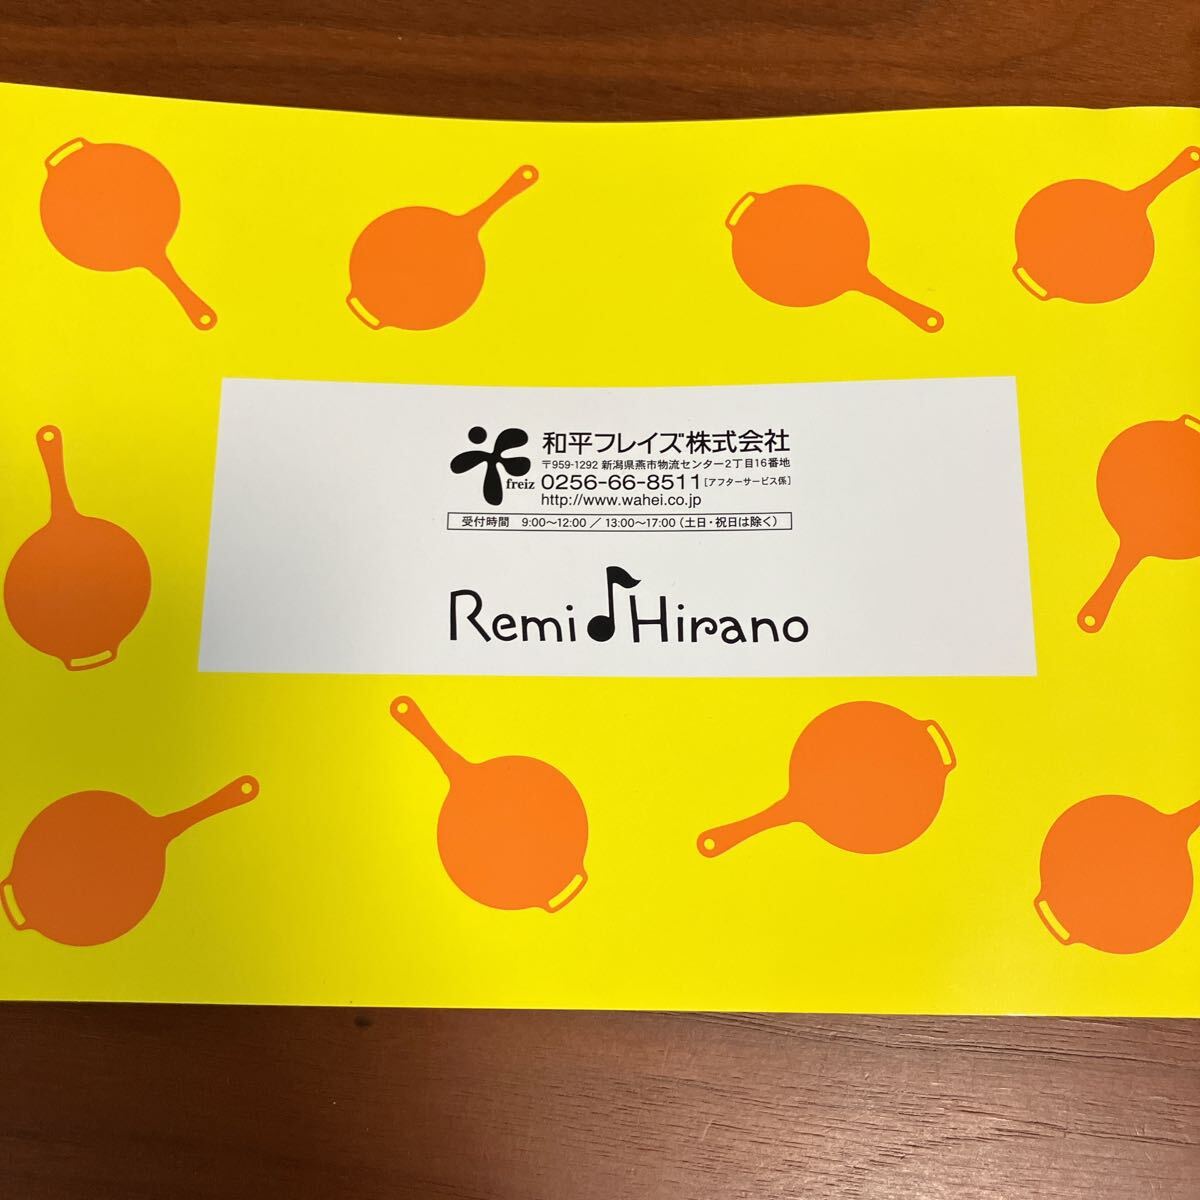 和平フレイズ株式会社
〒959-1292 新潟県燕市物流センター2丁目16番地
freiz 0256-66-8511［アフターサービス係］
http://www.wahei.co.jp
受付時間 9:00〜12:00 ／ 13:00〜17:00（土日・祝日は除く）
Remi Hirano